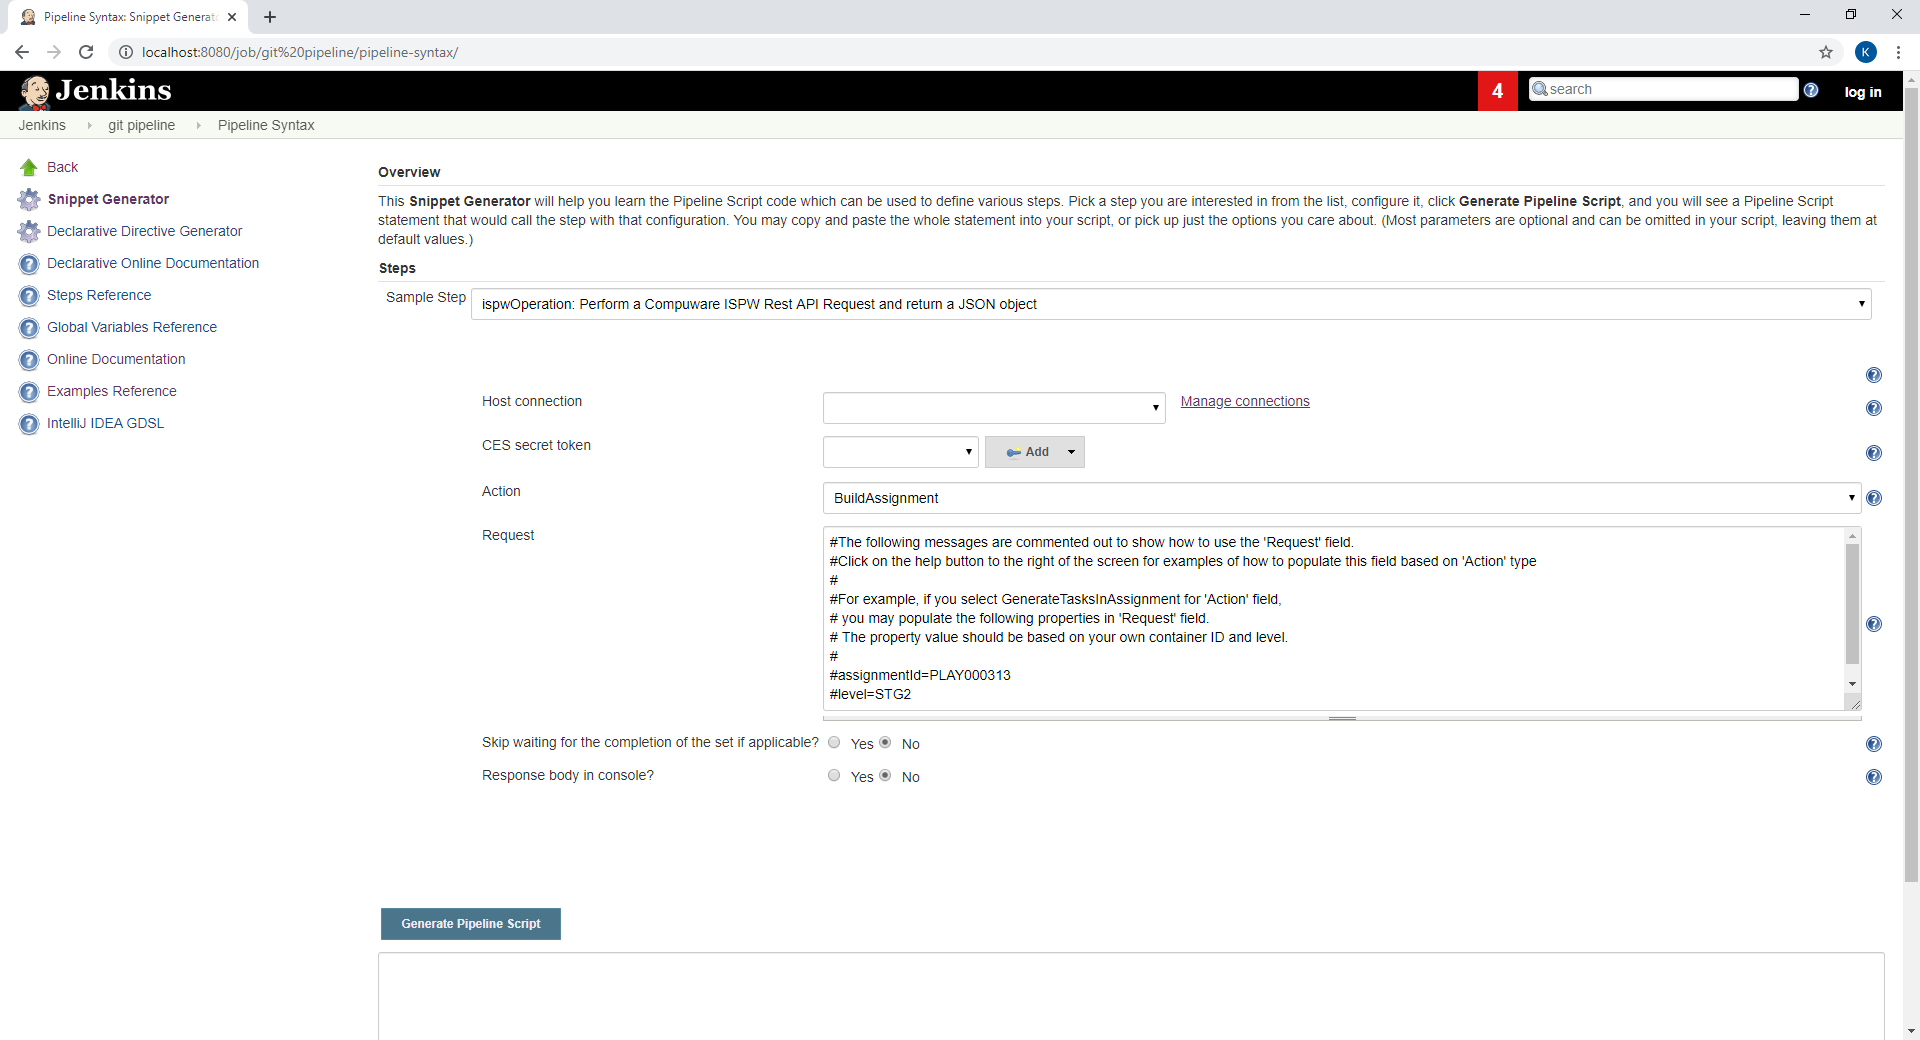 Pipeline Syntax: Snippet Generat
localhost:8080/job/git%20pipeline/pipeline-syntax/
K
Jenkins
4
search
log in
Jenkins
git pipeline
Pipeline Syntax
Back
Snippet Generator
Declarative Directive Generator
Declarative Online Documentation
Steps Reference
Global Variables Reference
Online Documentation
Examples Reference
IntelliJ IDEA GDSL
Overview
This Snippet Generator will help you learn the Pipeline Script code which can be used to define various steps. Pick a step you are interested in from the list, configure it, click Generate Pipeline Script, and you will see a Pipeline Script
statement that would call the step with that configuration. You may copy and paste the whole statement into your script, or pick up just the options you care about. (Most parameters are optional and can be omitted in your script, leaving them at
default values.)
Steps
Sample Step
ispwOperation: Perform a Compuware ISPW Rest API Request and return a JSON object
Host connection
Manage connections
CES secret token
Add
Action
BuildAssignment
Request
#The following messages are commented out to show how to use the 'Request' field.
#Click on the help button to the right of the screen for examples of how to populate this field based on 'Action' type
#
#For example, if you select GenerateTasksInAssignment for 'Action' field,
# you may populate the following properties in 'Request' field.
# The property value should be based on your own container ID and level.
#
#assignmentId=PLAY000313
#level=STG2
Skip waiting for the completion of the set if applicable? Yes No
Response body in console? Yes No
Generate Pipeline Script